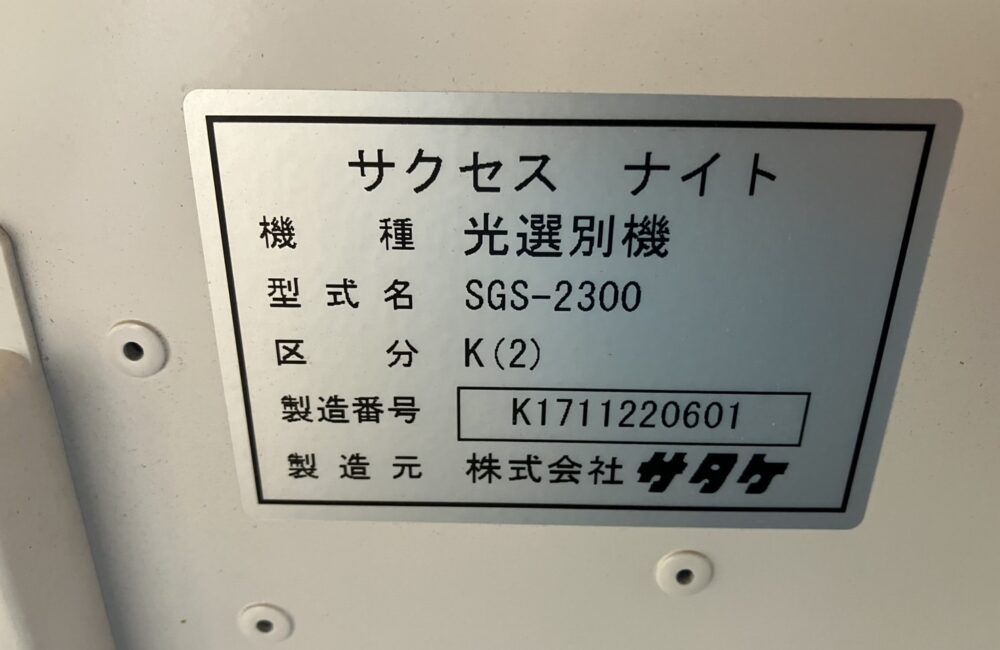 サクセス ナイト
機種 光選別機
型式名 SGS-2300
区分 K(2)
製造番号 K1711220601
製造元 株式会社サタケ